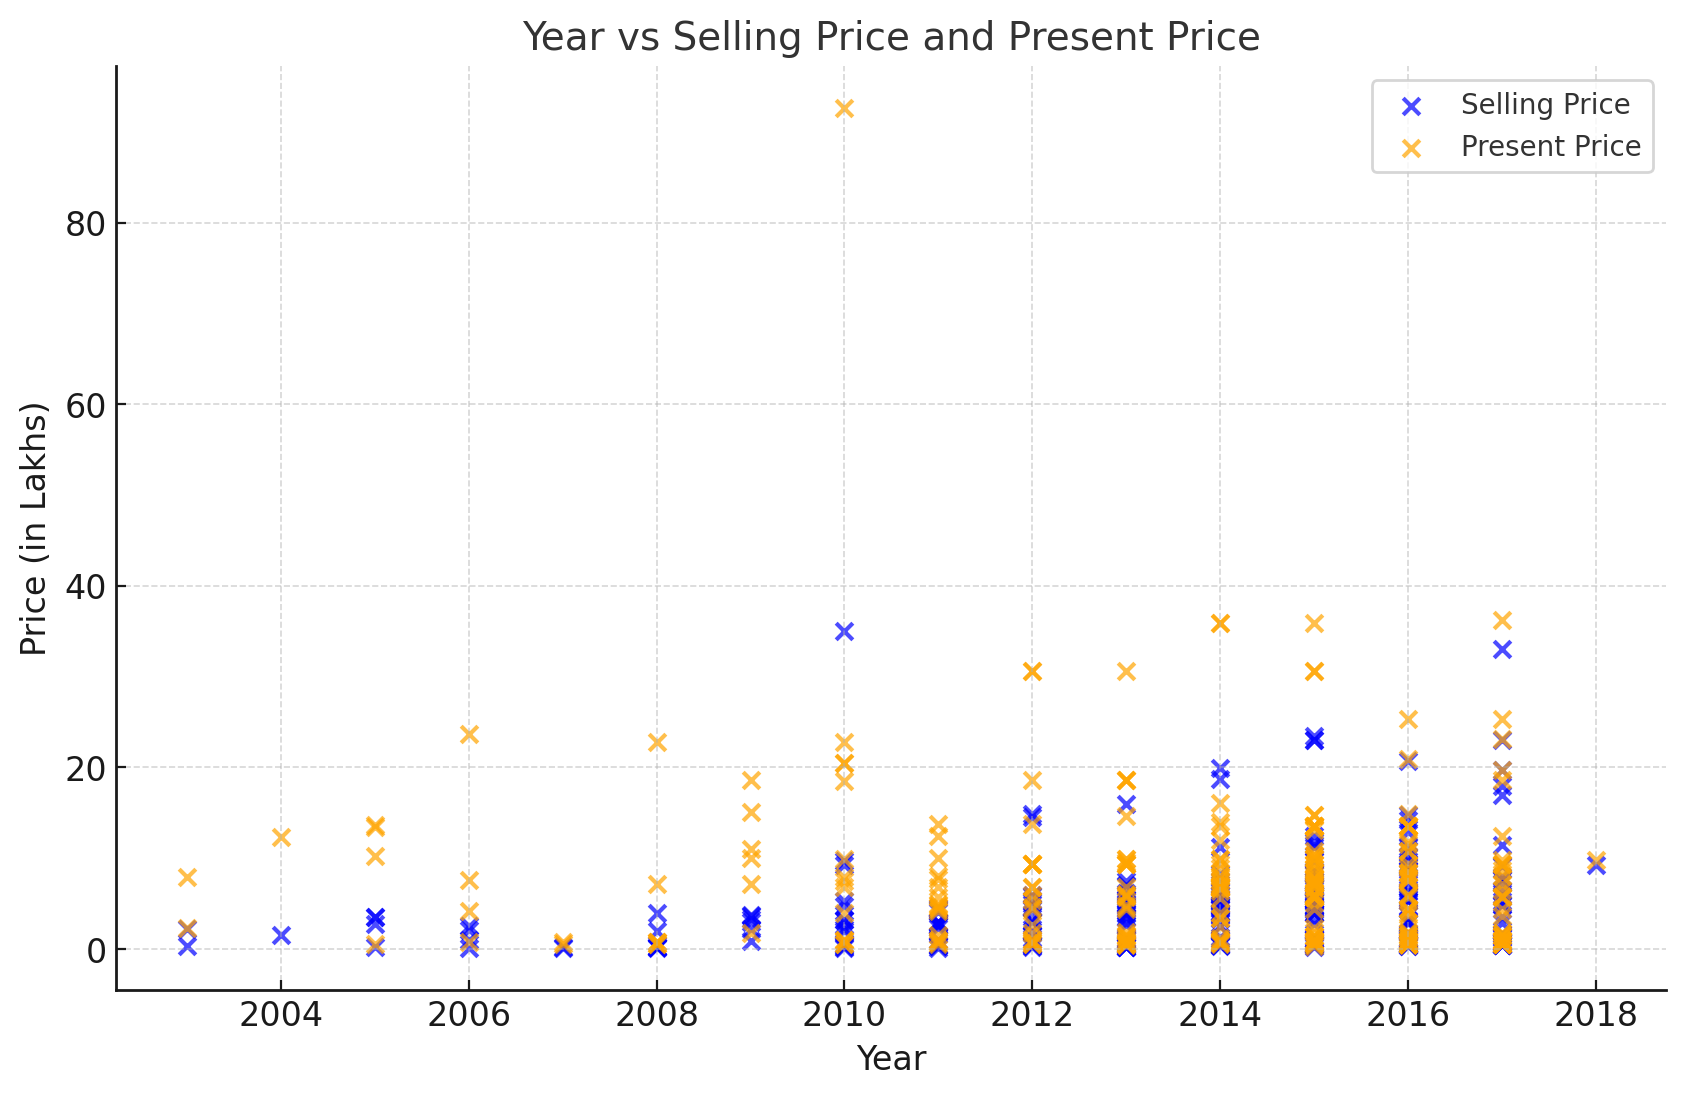 Year vs Selling Price and Present Price
Selling Price
Present Price
Price (in Lakhs)
80
60
40
20
0
2004 2006 2008 2010 2012 2014 2016 2018
Year